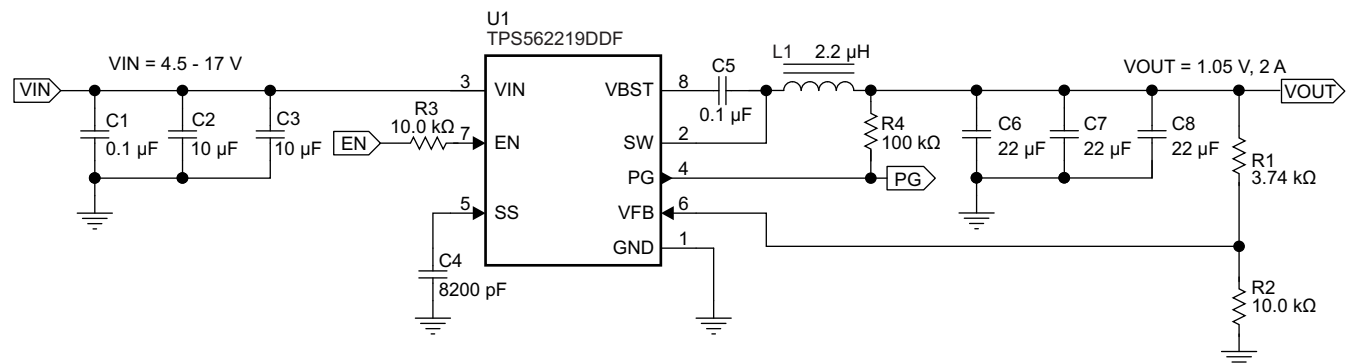 U1
TPS562219DDF
VIN
VIN = 4.5 - 17 V
C1
0.1 µF
C2
10 µF
C3
10 µF
EN
R3
10.0 kΩ
3
VIN
7
EN
5
SS
C4
8200 pF
VBST
8
SW
2
PG
4
VFB
6
GND
1
C5
0.1 µF
L1
2.2 µH
R4
100 kΩ
PG
C6
22 µF
C7
22 µF
C8
22 µF
VOUT = 1.05 V, 2 A
VOUT
R1
3.74 kΩ
R2
10.0 kΩ